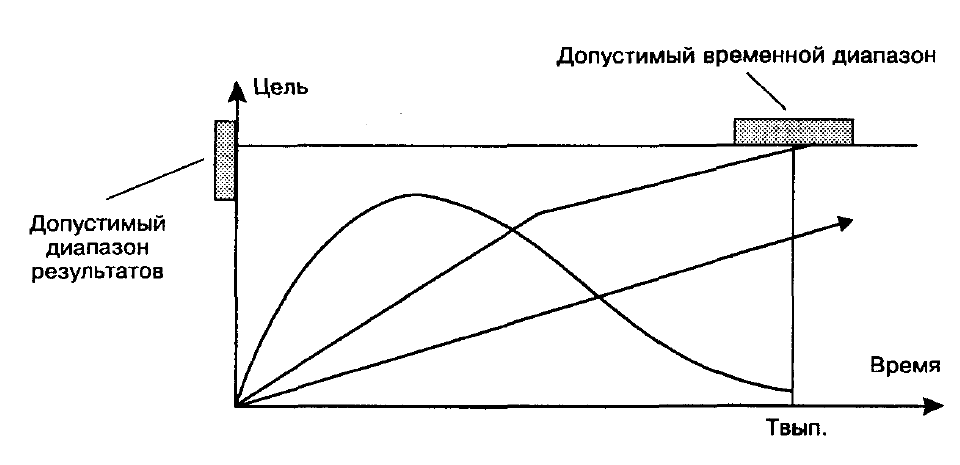 Допустимый временной диапазон
Цель
Допустимый
диапазон
результатов
Время
Твып.